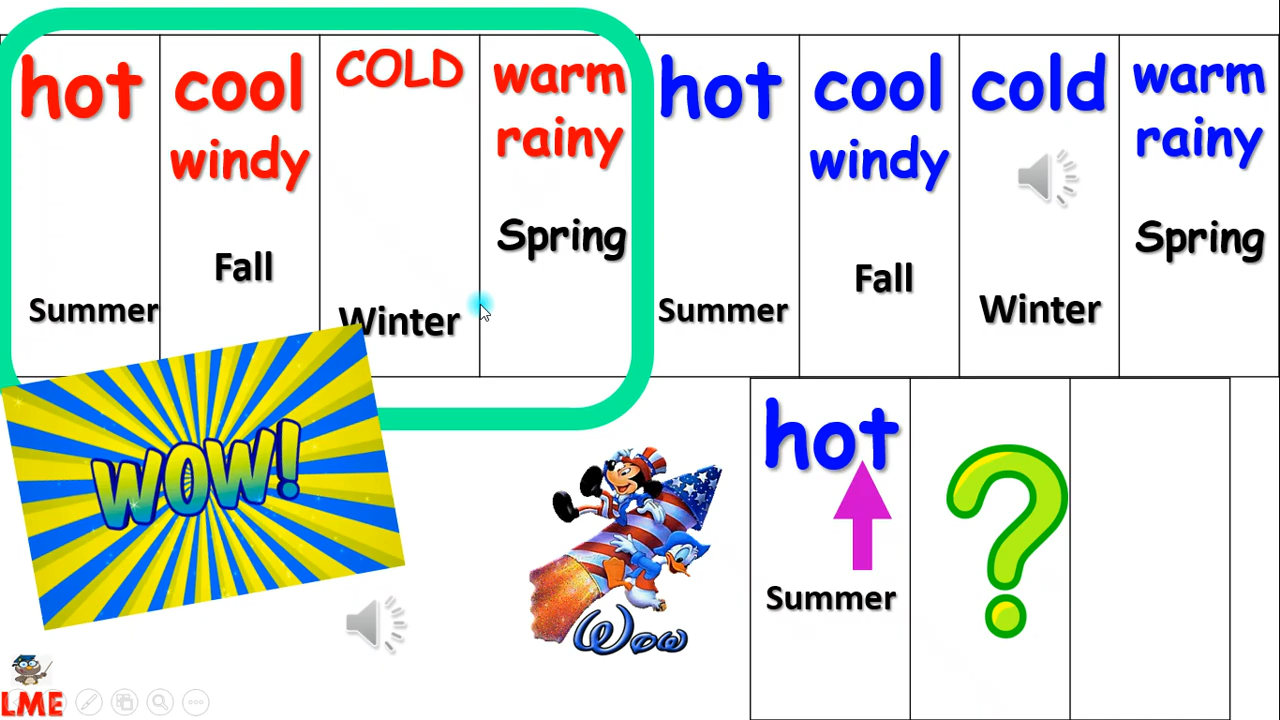 hot
Summer
cool
windy
Fall
COLD
Winter
warm
rainy
Spring
hot
Summer
cool
windy
Fall
cold
Winter
warm
rainy
Spring
WOW!
Wow
hot
Summer
?
LME